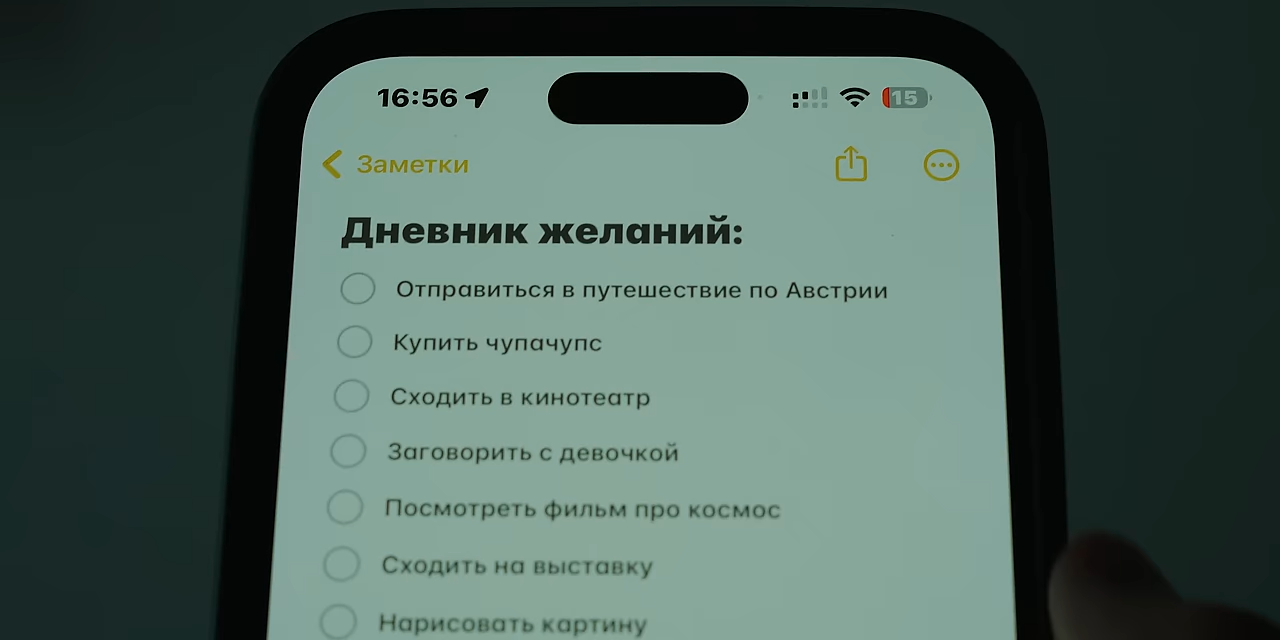 16:56
15
Заметки
Дневник желаний:
Отправиться в путешествие по Австрии
Купить чупачупс
Сходить в кинотеатр
Заговорить с девочкой
Посмотреть фильм про космос
Сходить на выставку
Нарисовать картину